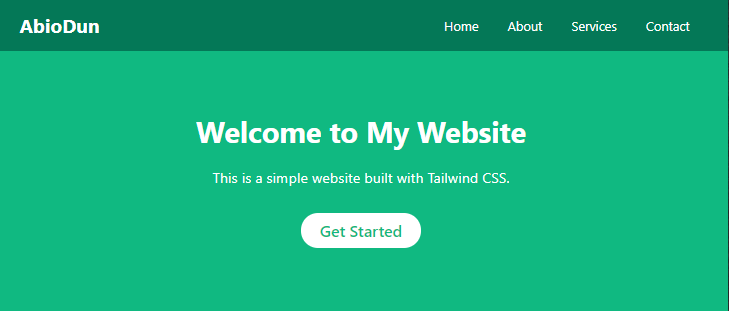 AbioDun
Home About Services Contact
Welcome to My Website
This is a simple website built with Tailwind CSS.
Get Started